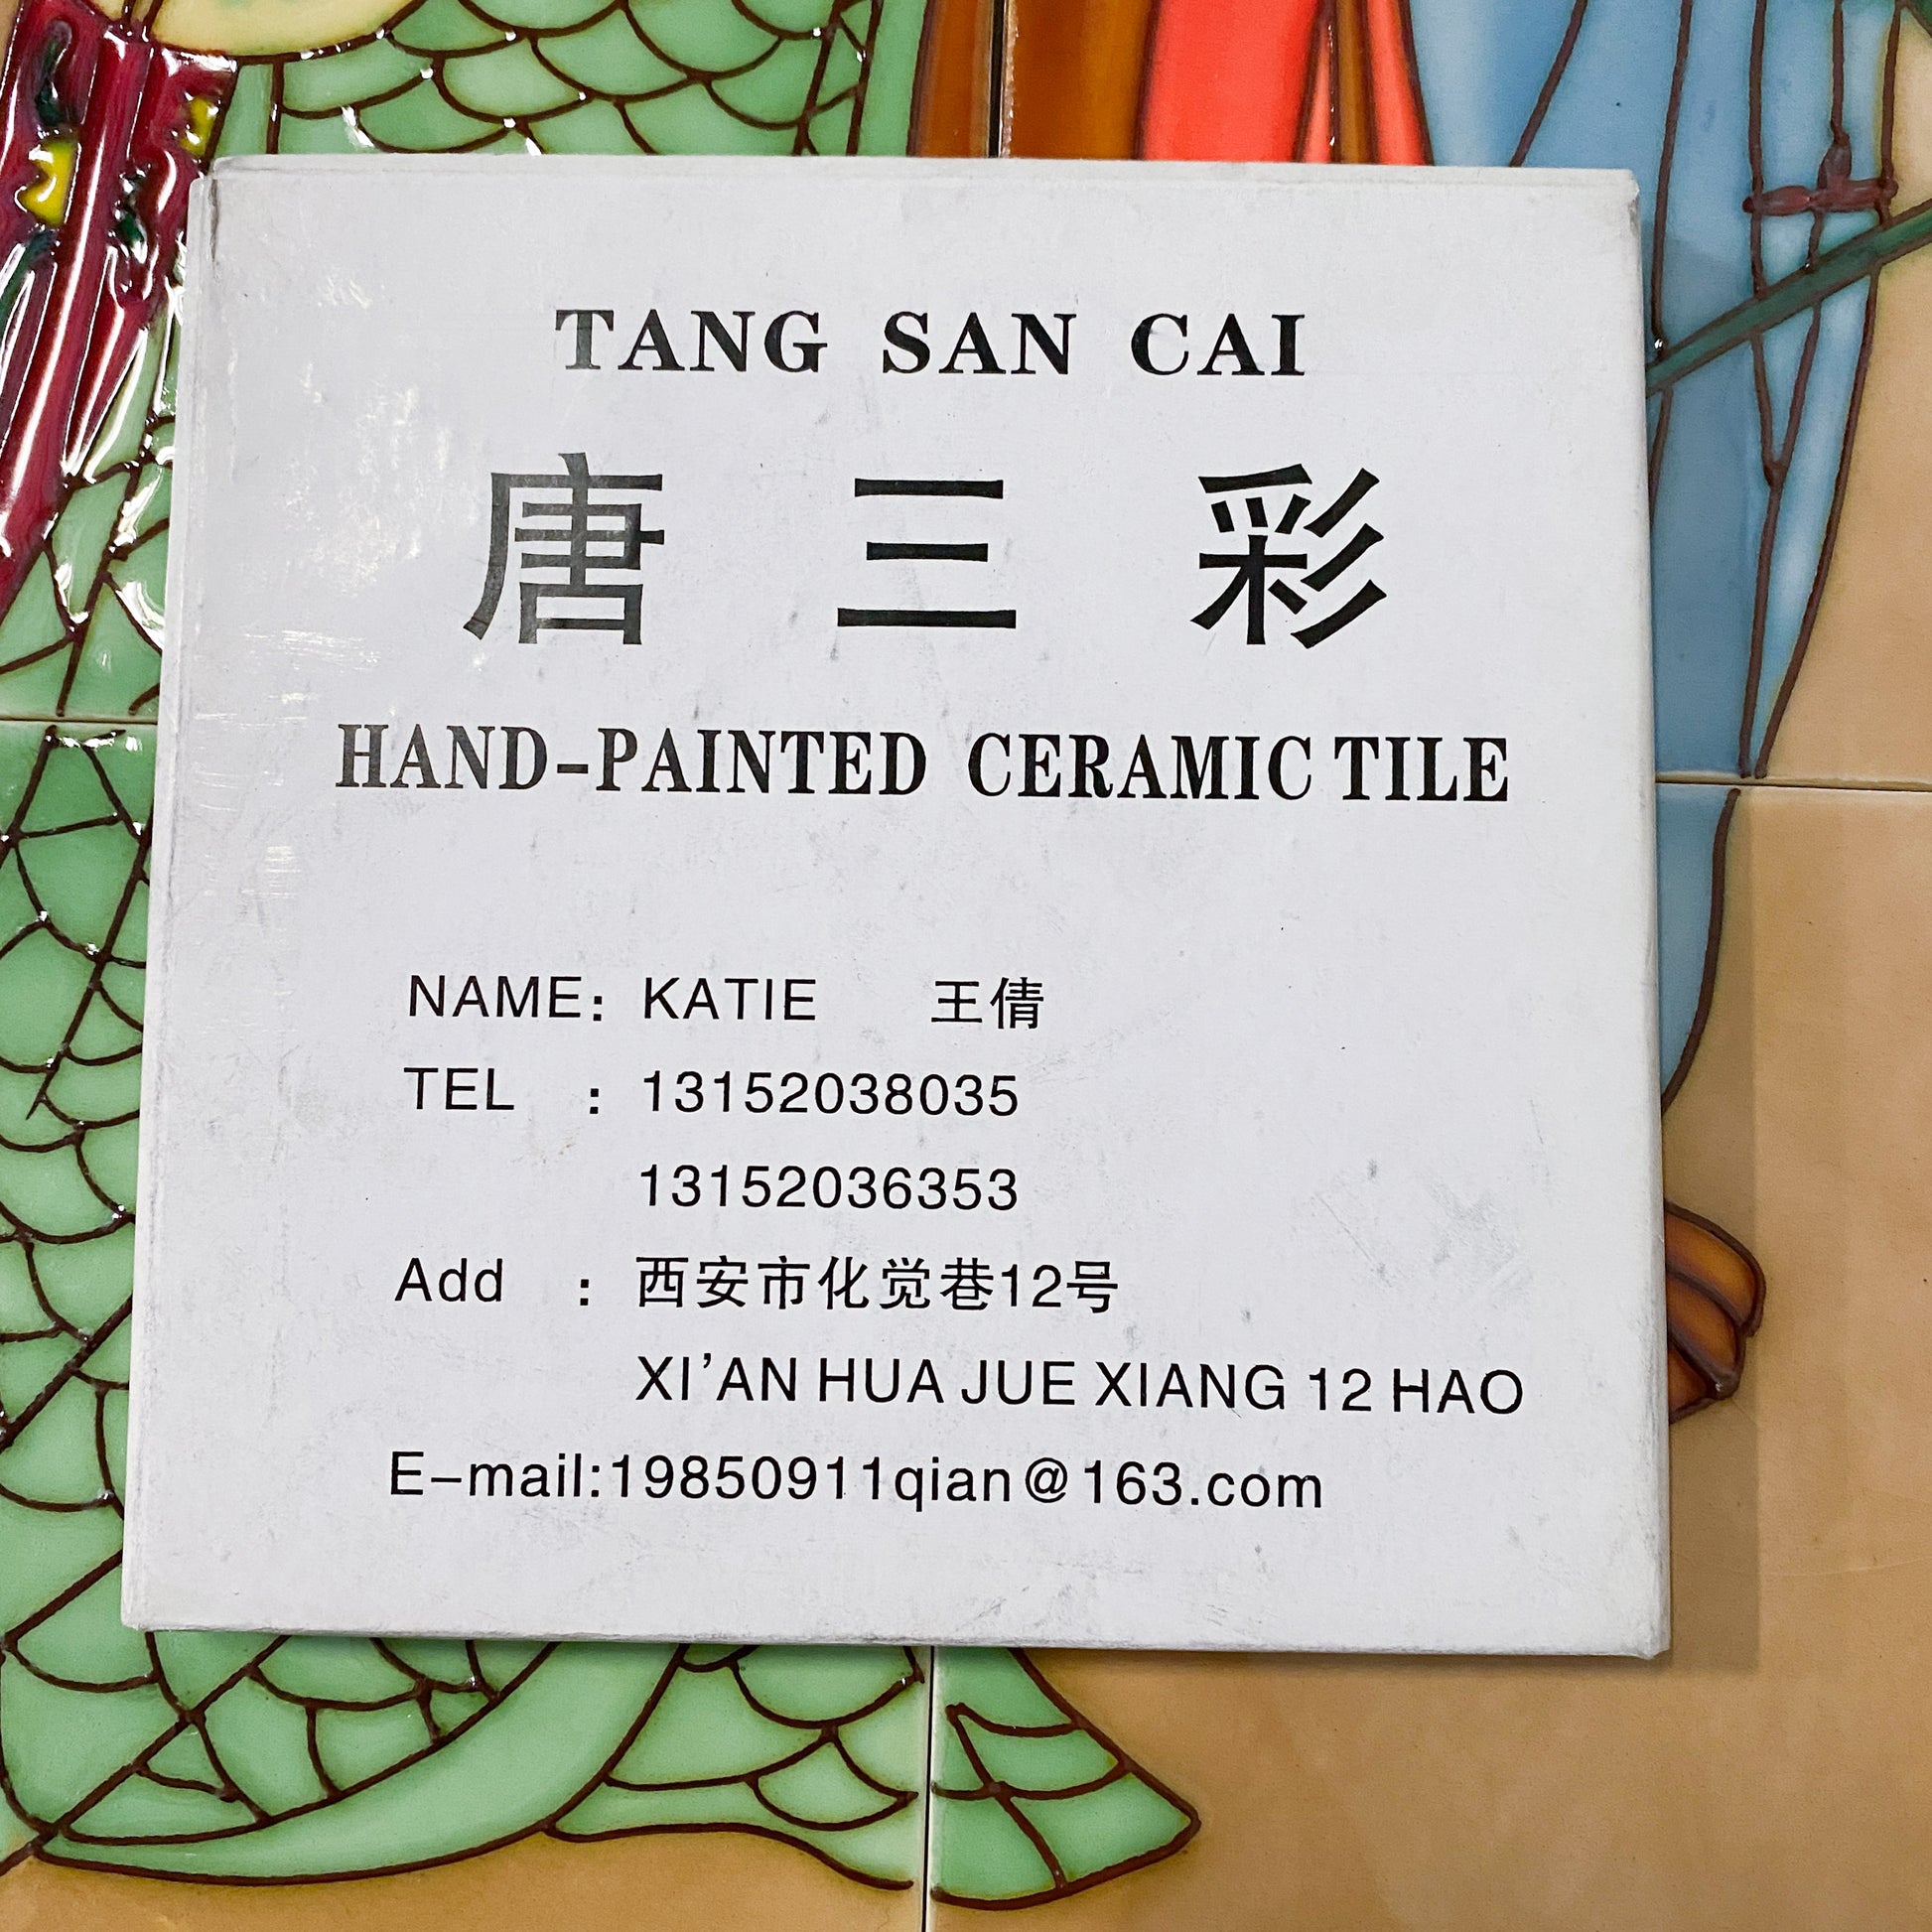 TANG SAN CAI
唐三彩
HAND-PAINTED CERAMIC TILE
NAME: KATIE 王倩
TEL : 13152038035
13152036353
Add : 西安市化觉巷12号
XI'AN HUA JUE XIANG 12 HAO
E-mail:19850911qian@163.com